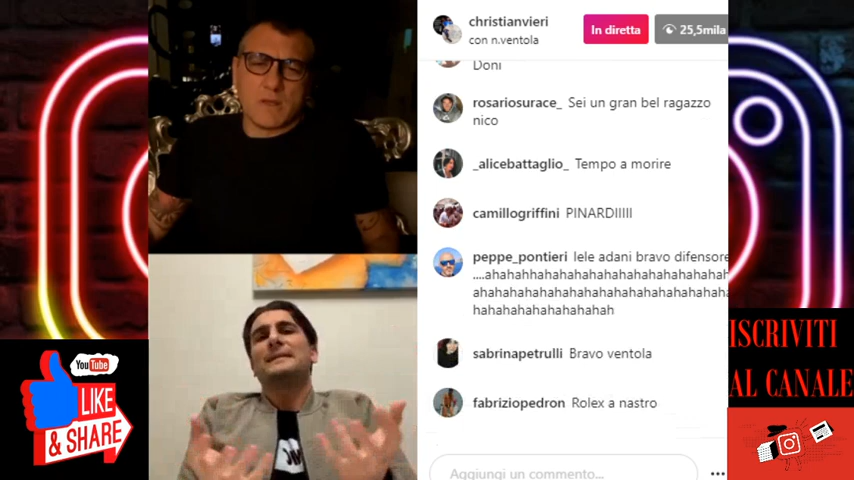 christianvieri
con n.ventola
In diretta
25,5mila
Doni
rosariosurace_ Sei un gran bel ragazzo
nico
_alicebattaglio_ Tempo a morire
camillogriffini PINARDIIIII
peppe_pontieri lele adani bravo difensore
....ahahahhahahahahahahahahahahahahah
ahahahahahahahahahahahahahahahaha
hahahahahahahahahah
sabrinapetrulli Bravo ventola
fabriziopedron Rolex a nastro
Aggiungi un commento...
YouTube
LIKE
& SHARE
ISCRIVITI
AL CANALE